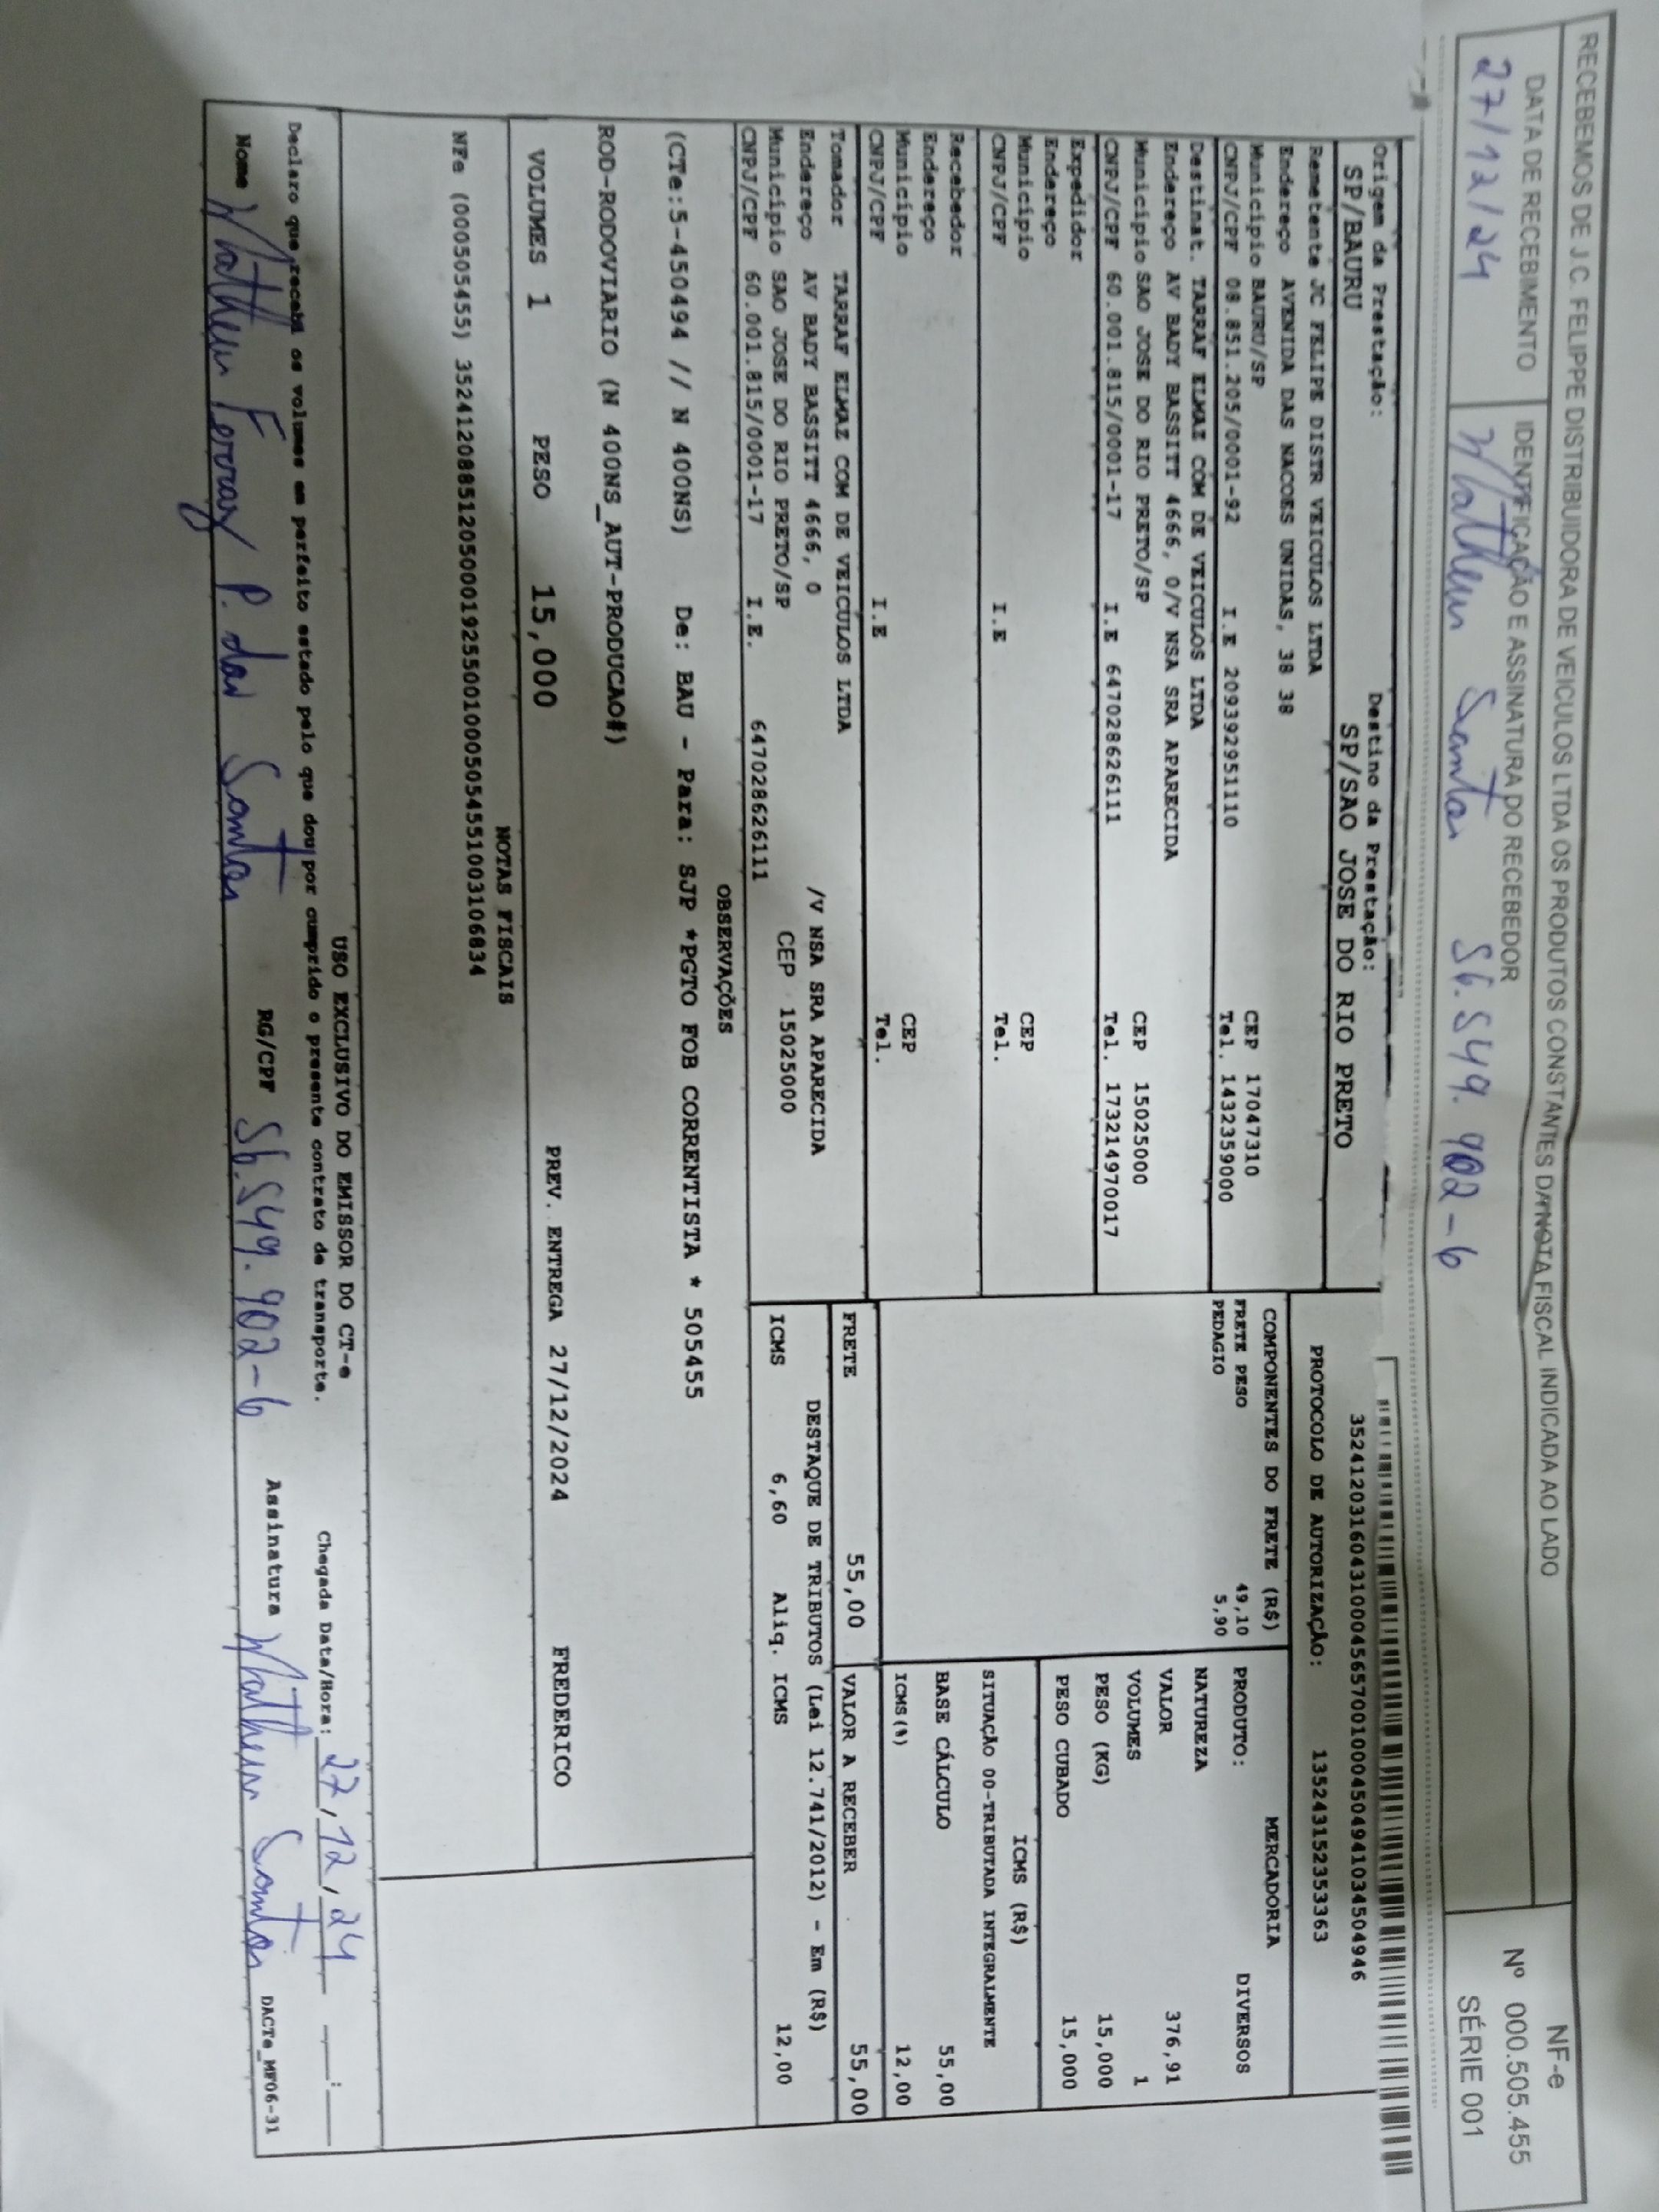 RECEBEMOS DE J.C. FELIPPE DISTRIBUIDORA DE VEICULOS LTDA OS PRODUTOS CONSTANTES DA NOTA FISCAL INDICADA AO LADO
DATA DE RECEBIMENTO IDENTIFICAÇÃO E ASSINATURA DO RECEBEDOR
27/12/24 Matheus Santos 56.549.902-6
NF-e
Nº 000.505.455
SÉRIE 001
Origem da Prestação: Destino da Prestação:
SP/BAURU SP/SAO JOSE DO RIO PRETO
35241203160431000456570010004504941034504946
PROTOCOLO DE AUTORIZAÇÃO: 135243152353363
Remetente JC FELIPE DISTR VEICULOS LTDA
Endereço AVENIDA DAS NACOES UNIDAS, 38 38
Município BAURU/SP CEP 17047310
CNPJ/CPF 08.851.205/0001-92 I.E 209392951110 Tel. 1432359000
Destinat. TARRAF ELMAZ COM DE VEICULOS LTDA
Endereço AV BADY BASSITT 4666, 0/V NSA SRA APARECIDA
Município SAO JOSE DO RIO PRETO/SP CEP 15025000
CNPJ/CPF 60.001.815/0001-17 I.E 647028626111 Tel. 173214970017
Expedidor
Endereço
Município CEP
CNPJ/CPF I.E Tel.
Recebedor
Endereço
Município CEP
CNPJ/CPF I.E Tel.
Tomador TARRAF ELMAZ COM DE VEICULOS LTDA
Endereço AV BADY BASSITT 4666, 0 /V NSA SRA APARECIDA
Município SAO JOSE DO RIO PRETO/SP CEP 15025000
CNPJ/CPF 60.001.815/0001-17 I.E. 647028626111
COMPONENTES DO FRETE (R$)
FRETE PESO 49,10
PEDAGIO 5,90
MERCADORIA
PRODUTO: DIVERSOS
NATUREZA
VALOR 376,91
VOLUMES 1
PESO (KG) 15,000
PESO CUBADO 15,000
ICMS (R$)
SITUAÇÃO 00-TRIBUTADA INTEGRALMENTE
BASE CÁLCULO 55,00
ICMS(%) 12,00
FRETE 55,00 VALOR A RECEBER 55,00
DESTAQUE DE TRIBUTOS (Lei 12.741/2012) - Em (R$)
ICMS 6,60 Aliq. ICMS 12,00
OBSERVAÇÕES
(CTe:5-450494 // N 400NS) De: BAU - Para: SJP *PGTO FOB CORRENTISTA * 505455
ROD-RODOVIARIO (N 400NS_AUT-PRODUCAO#)
VOLUMES 1 PESO 15,000 PREV. ENTREGA 27/12/2024 FREDERICO
NOTAS FISCAIS
NFe (000505455) 35241208851205000192550010005054551003106834
USO EXCLUSIVO DO EMISSOR DO CT-e
Declaro que recebi os volumes em perfeito estado pelo que dou por cumprido o presente contrato de transporte. Chegada Data/Hora: 27/12/24 __:__
Nome Matheus Ferraz P. dos Santos RG/CPF 56.549.902-6 Assinatura Matheus Santos DACTe_MF06-31